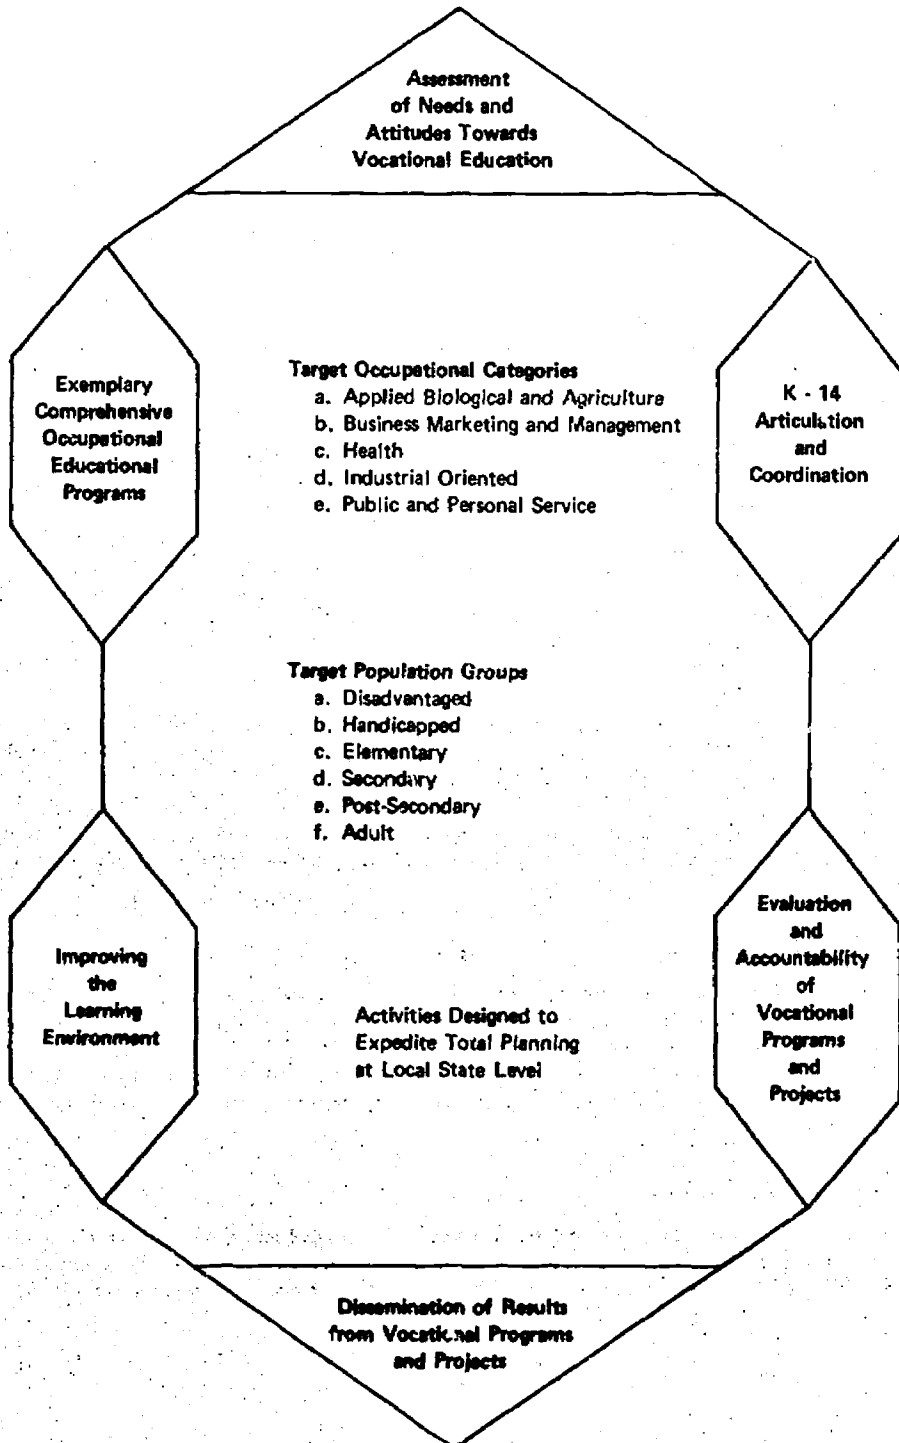 Assessment
of Needs and
Attitudes Towards
Vocational Education
Exemplary
Comprehensive
Occupational
Educational
Programs
Target Occupational Categories
a. Applied Biological and Agriculture
b. Business Marketing and Management
c. Health
d. Industrial Oriented
e. Public and Personal Service
K - 14
Articulation
and
Coordination
Target Population Groups
a. Disadvantaged
b. Handicapped
c. Elementary
d. Secondary
e. Post-Secondary
f. Adult
Improving
the
Learning
Environment
Activities Designed to
Expedite Total Planning
at Local State Level
Evaluation
and
Accountability
of
Vocational
Programs
and
Projects
Dissemination of Results
from Vocational Programs
and Projects